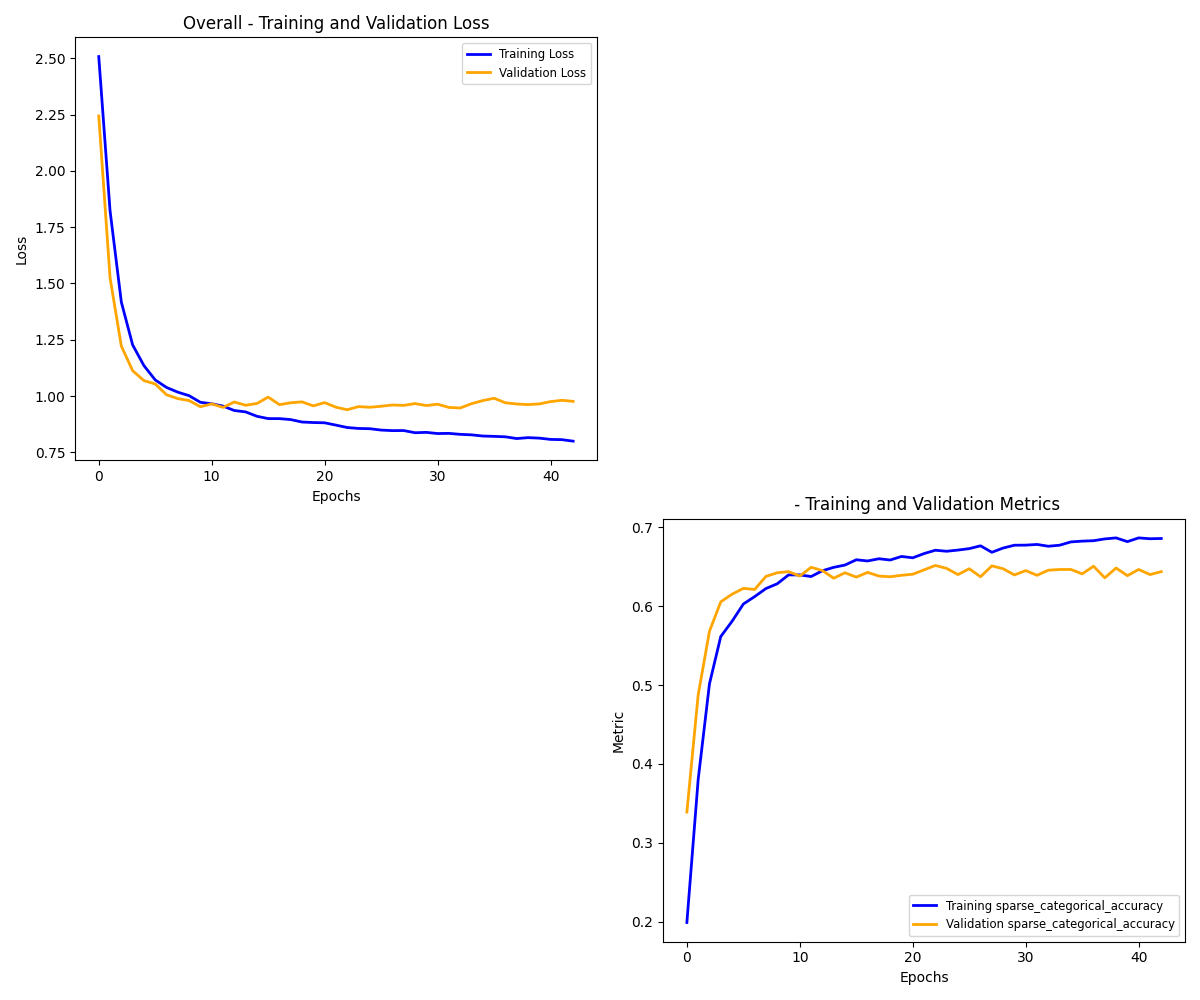 Overall - Training and Validation Loss
Training Loss
Validation Loss
2.50
2.25
2.00
1.75
1.50
1.25
1.00
0.75
Loss
0 10 20 30 40
Epochs
- Training and Validation Metrics
0.7
0.6
0.5
0.4
0.3
0.2
Metric
Training sparse_categorical_accuracy
Validation sparse_categorical_accuracy
0 10 20 30 40
Epochs